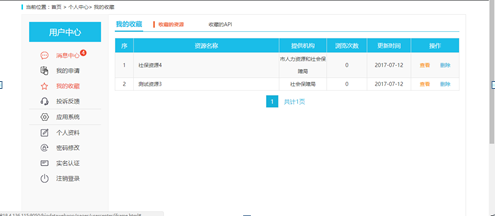 当前位置：首页 > 个人中心> 我的收藏
用户中心
消息中心 4
我的申请
我的收藏
投诉反馈
应用系统
个人资料
密码修改
实名认证
注销登录
我的收藏 收藏的资源 收藏的API
序 资源名称 提供机构 浏览次数 更新时间 操作
1 社保资源4 市人力资源和社会保障局 0 2017-07-12 查看 删除
2 测试资源3 社会保障局 0 2017-07-12 查看 删除
1 共计1页